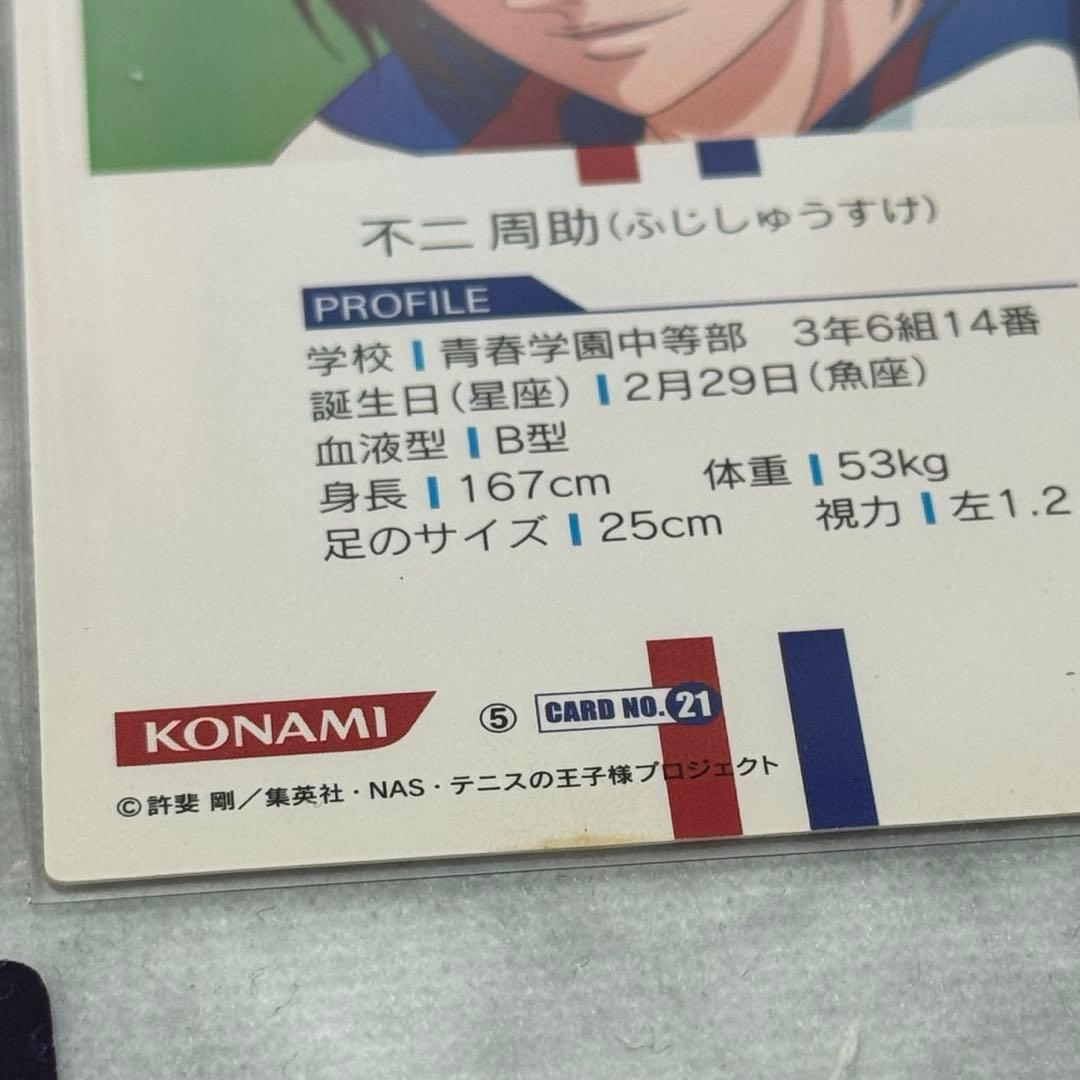 不二 周助(ふじしゅうすけ)
PROFILE
学校 | 青春学園中等部 3年6組14番
誕生日(星座) | 2月29日(魚座)
血液型 | B型
身長 | 167cm 体重 | 53kg
足のサイズ | 25cm 視力 | 左1.2
KONAMI ⑤ CARD NO. 21
©許斐 剛／集英社・NAS・テニスの王子様プロジェクト